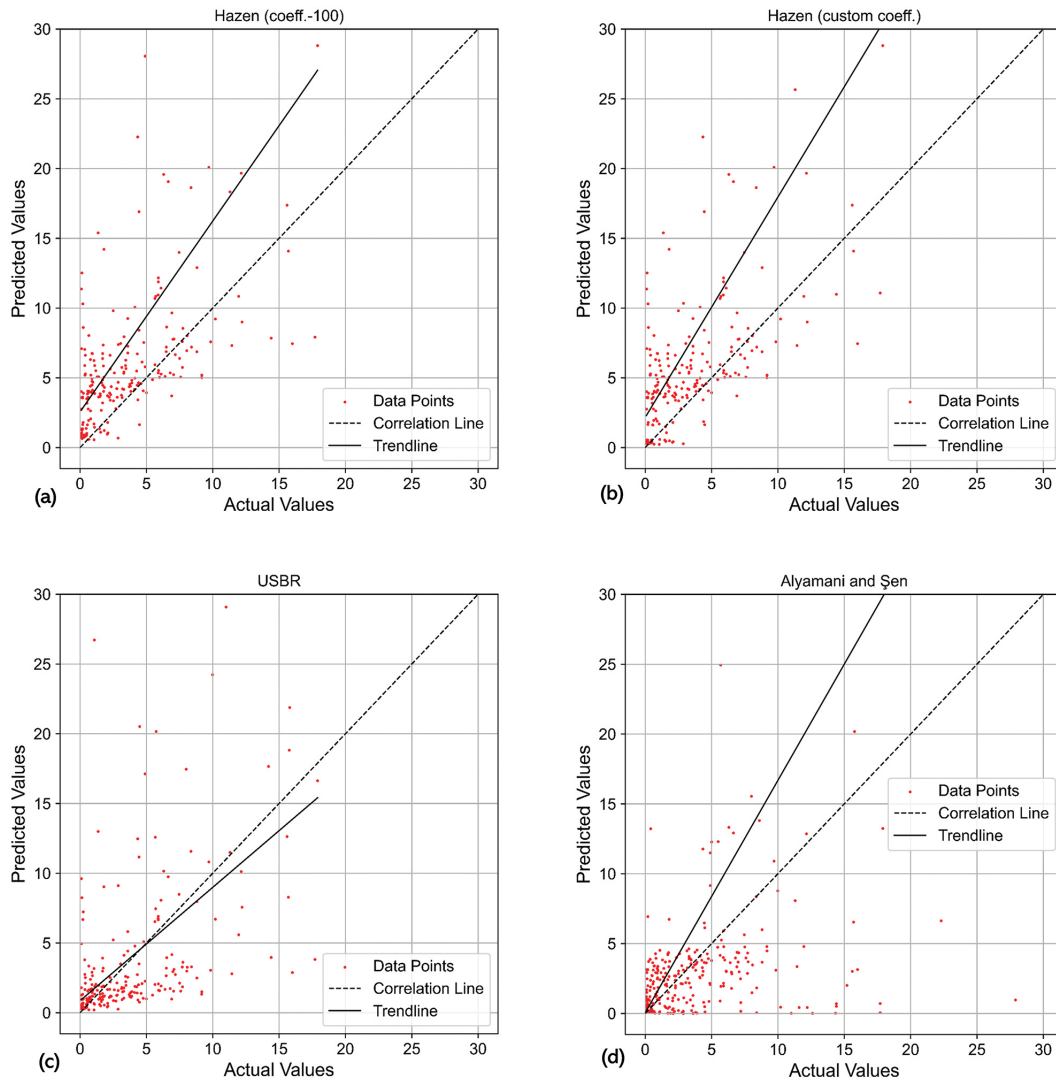 Hazen (coeff.-100)
30
25
20
15
10
5
0
Predicted Values
Data Points
Correlation Line
Trendline
0 5 10 15 20 25 30
(a)
Actual Values
Hazen (custom coeff.)
30
25
20
15
10
5
0
Predicted Values
Data Points
Correlation Line
Trendline
0 5 10 15 20 25 30
(b)
Actual Values
USBR
30
25
20
15
10
5
0
Predicted Values
Data Points
Correlation Line
Trendline
0 5 10 15 20 25 30
(c)
Actual Values
Alyamani and Şen
30
25
20
15
10
5
0
Predicted Values
Data Points
Correlation Line
Trendline
0 5 10 15 20 25 30
(d)
Actual Values